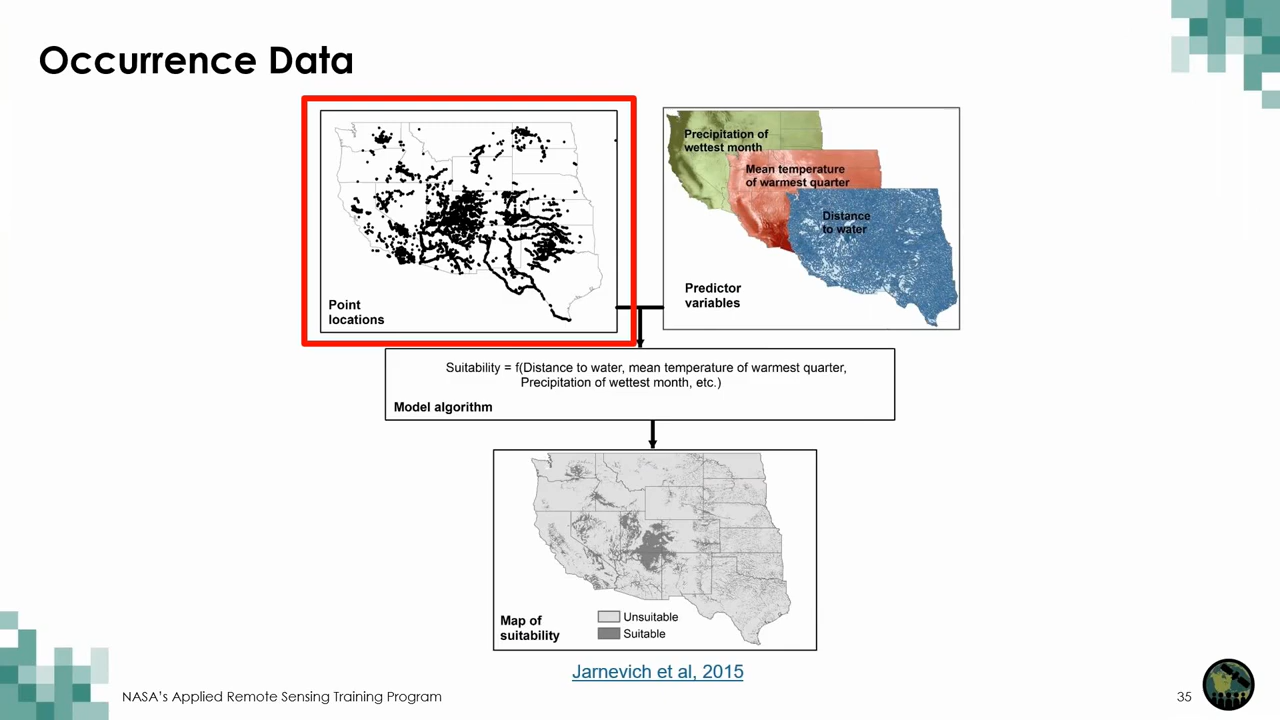 Occurrence Data
Point
locations
Precipitation of
wettest month
Mean temperature
of warmest quarter
Distance
to water
Predictor
variables
Suitability = f(Distance to water, mean temperature of warmest quarter,
Precipitation of wettest month, etc.)
Model algorithm
Map of
suitability
Unsuitable
Suitable
Jarnevich et al, 2015
NASA's Applied Remote Sensing Training Program
35